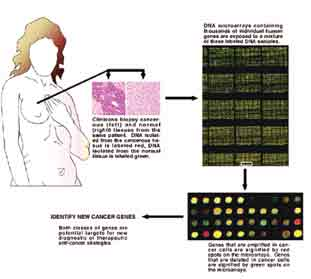 DNA microarrays containing
thousands of individual human
genes are exposed to a mixture
of these labeled DNA samples.
Clinicians biopsy cancer-
ous (left) and normal
(right) tissues from the
same patient. DNA isolat-
ed from the cancerous tis-
sue is labeled red, DNA
isolated from the normal
tissue is labeled green.
IDENTIFY NEW CANCER GENES
Both classes of genes are
potential targets for new
diagnostic or therapeutic
anti-cancer strategies.
Genes that are amplified in can-
cer cells are signified by red
spots on the microarray. Genes
that are deleted in cancer cells
are signified by green spots
on the microarray.